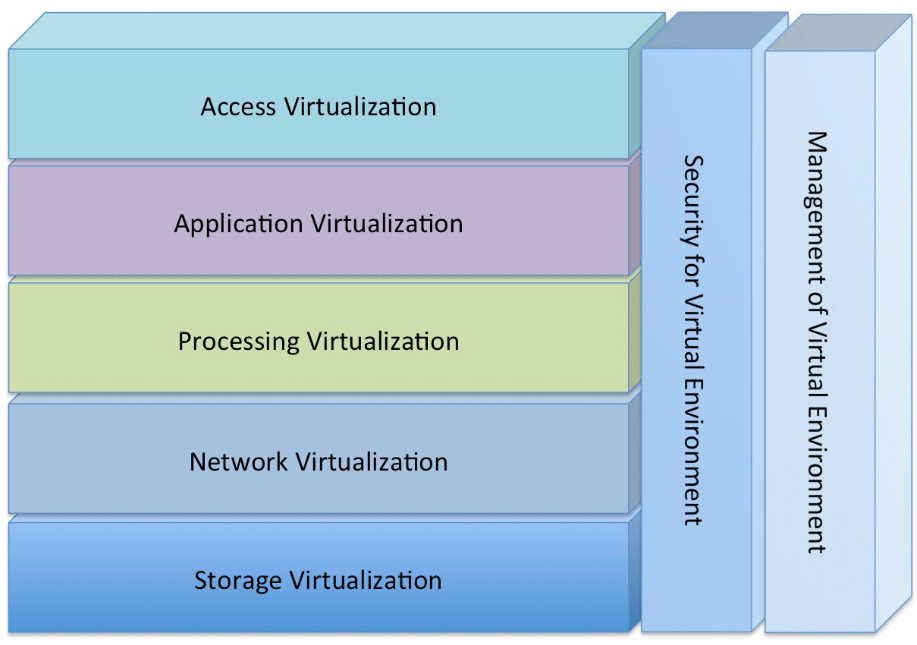 Access Virtualization
Application Virtualization
Processing Virtualization
Network Virtualization
Storage Virtualization
Security for Virtual Environment
Management of Virtual Environment